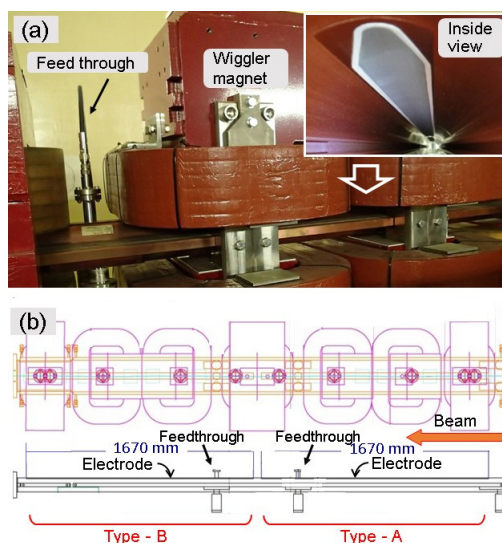 (a)
Feed through
Wiggler
magnet
Inside
view
(b)
Beam
Feedthrough Feedthrough
1670 mm 1670 mm
Electrode Electrode
Type - B Type - A